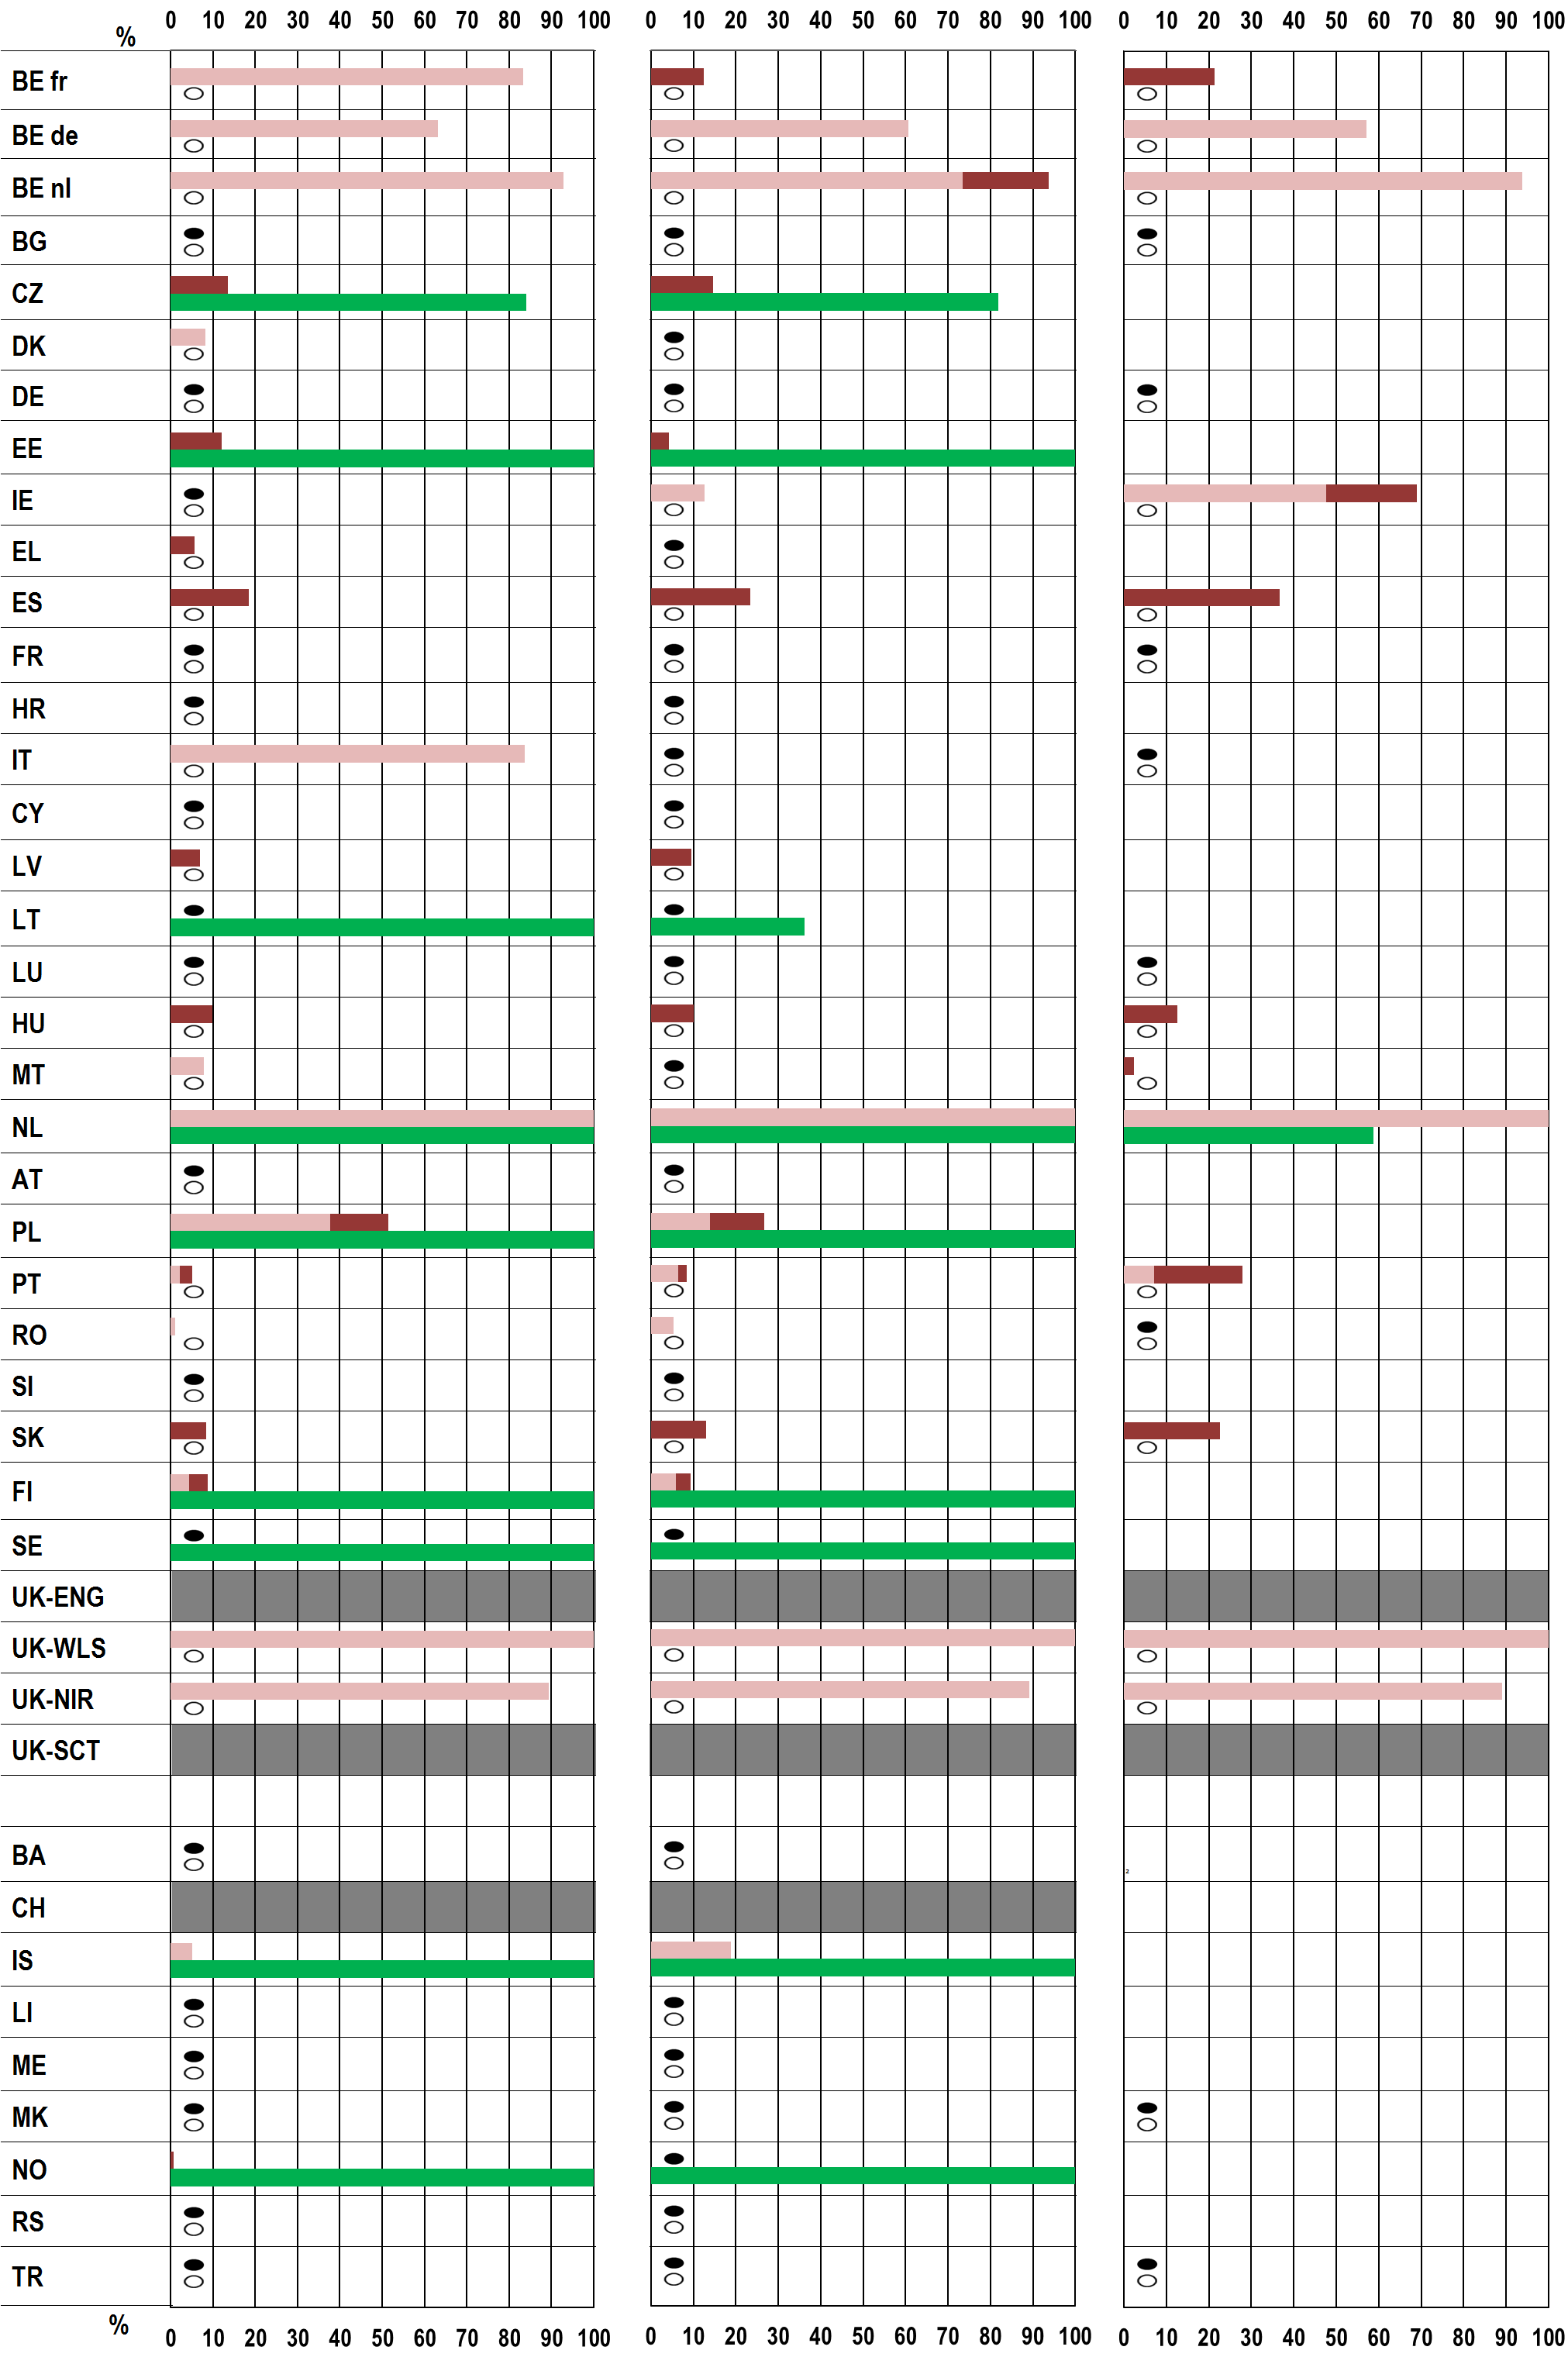 % 0 10 20 30 40 50 60 70 80 90 100 0 10 20 30 40 50 60 70 80 90 100 0 10 20 30 40 50 60 70 80 90 100
BE fr
BE de
BE nl
BG
CZ
DK
DE
EE
IE
EL
ES
FR
HR
IT
CY
LV
LT
LU
HU
MT
NL
AT
PL
PT
RO
SI
SK
FI
SE
UK-ENG
UK-WLS
UK-NIR
UK-SCT
BA
2
CH
IS
LI
ME
MK
NO
RS
TR
% 0 10 20 30 40 50 60 70 80 90 100 0 10 20 30 40 50 60 70 80 90 100 0 10 20 30 40 50 60 70 80 90 100